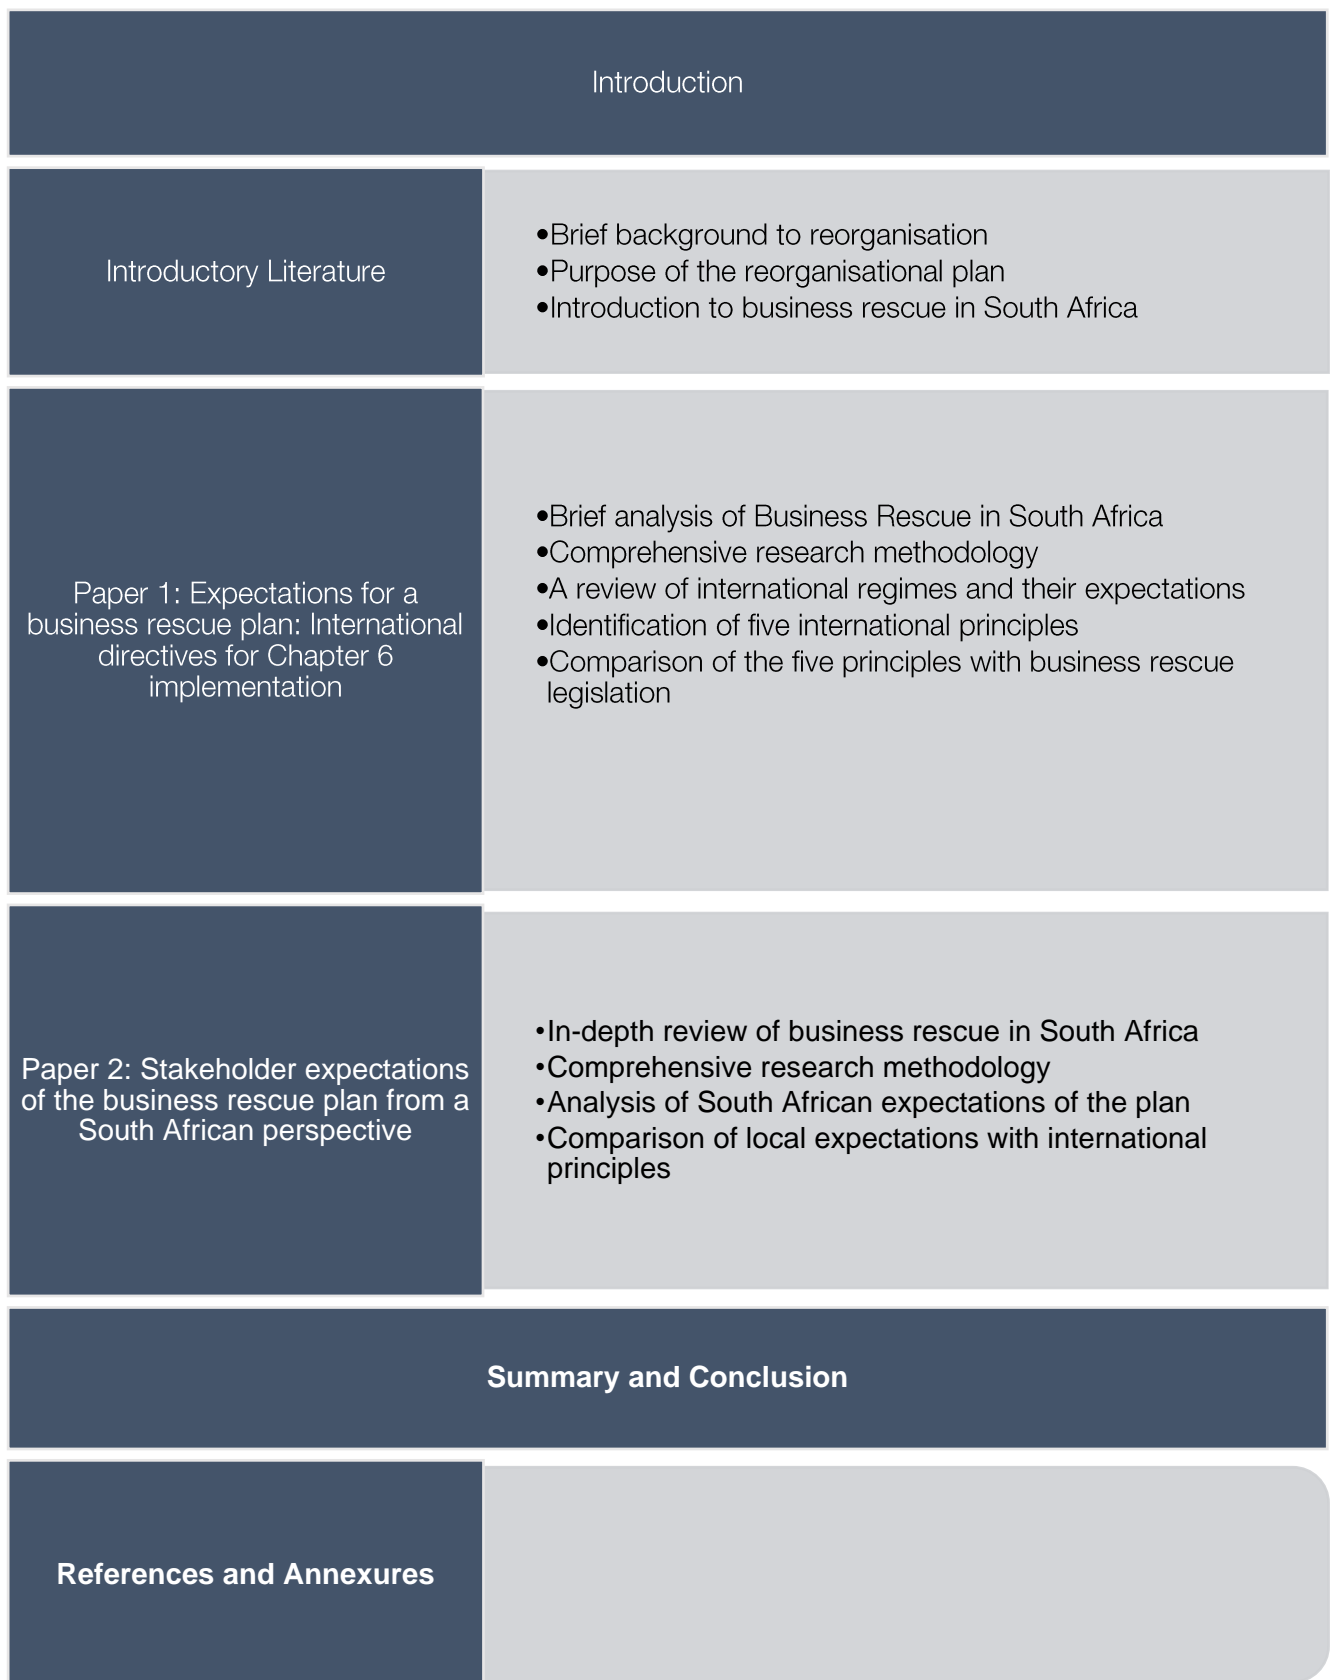 Introduction
Introductory Literature
•Brief background to reorganisation
•Purpose of the reorganisational plan
•Introduction to business rescue in South Africa
Paper 1: Expectations for a
business rescue plan: International
directives for Chapter 6
implementation
•Brief analysis of Business Rescue in South Africa
•Comprehensive research methodology
•A review of international regimes and their expectations
•Identification of five international principles
•Comparison of the five principles with business rescue
legislation
Paper 2: Stakeholder expectations
of the business rescue plan from a
South African perspective
•In-depth review of business rescue in South Africa
•Comprehensive research methodology
•Analysis of South African expectations of the plan
•Comparison of local expectations with international
principles
Summary and Conclusion
References and Annexures